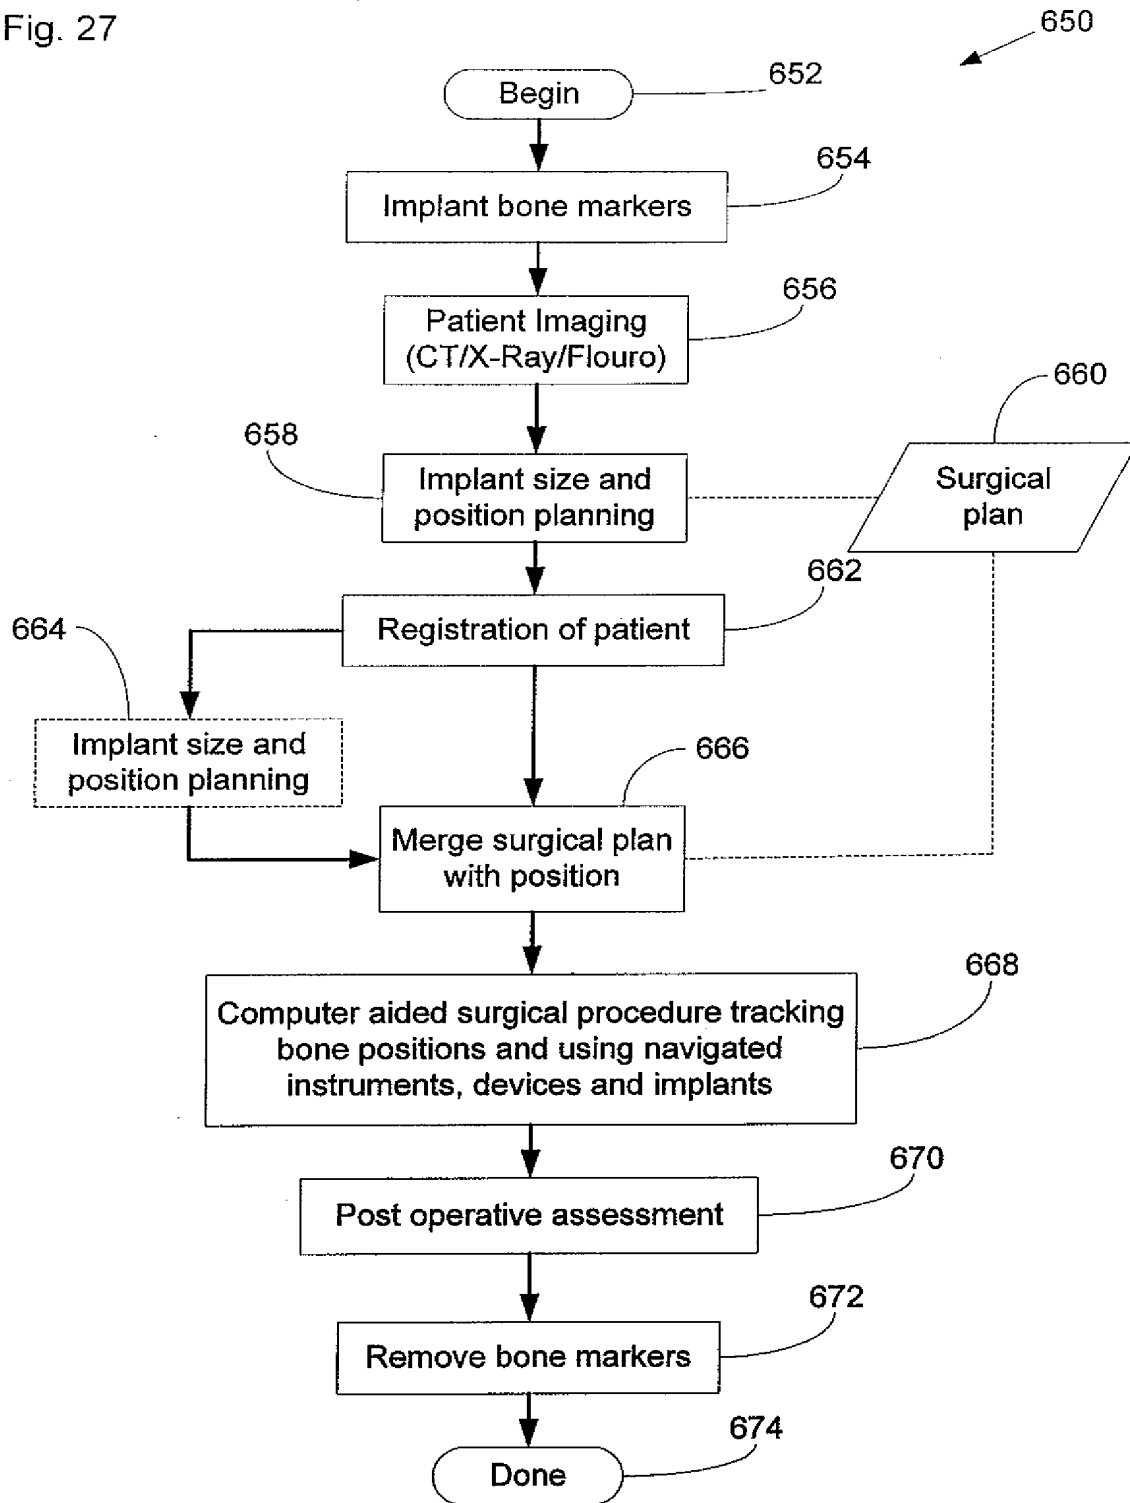 Fig. 27
650
Begin
652
654
Implant bone markers
656
Patient Imaging
(CT/X-Ray/Flouro)
660
658
Implant size and
position planning
Surgical
plan
662
664
Registration of patient
Implant size and
position planning
666
Merge surgical plan
with position
668
Computer aided surgical procedure tracking
bone positions and using navigated
instruments, devices and implants
670
Post operative assessment
672
Remove bone markers
674
Done